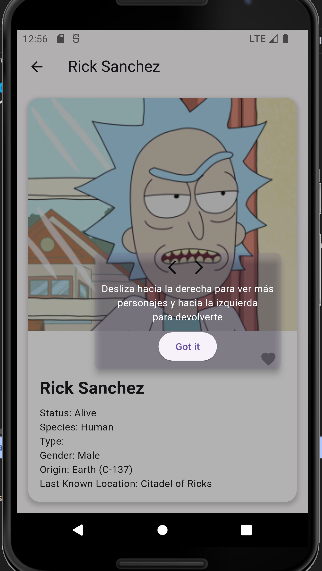 12:56 LTE
Rick Sanchez
Desliza hacia la derecha para ver más
personajes y hacia la izquierda
para devolverte
Got it
Rick Sanchez
Status: Alive
Species: Human
Type:
Gender: Male
Origin: Earth (C-137)
Last Known Location: Citadel of Ricks